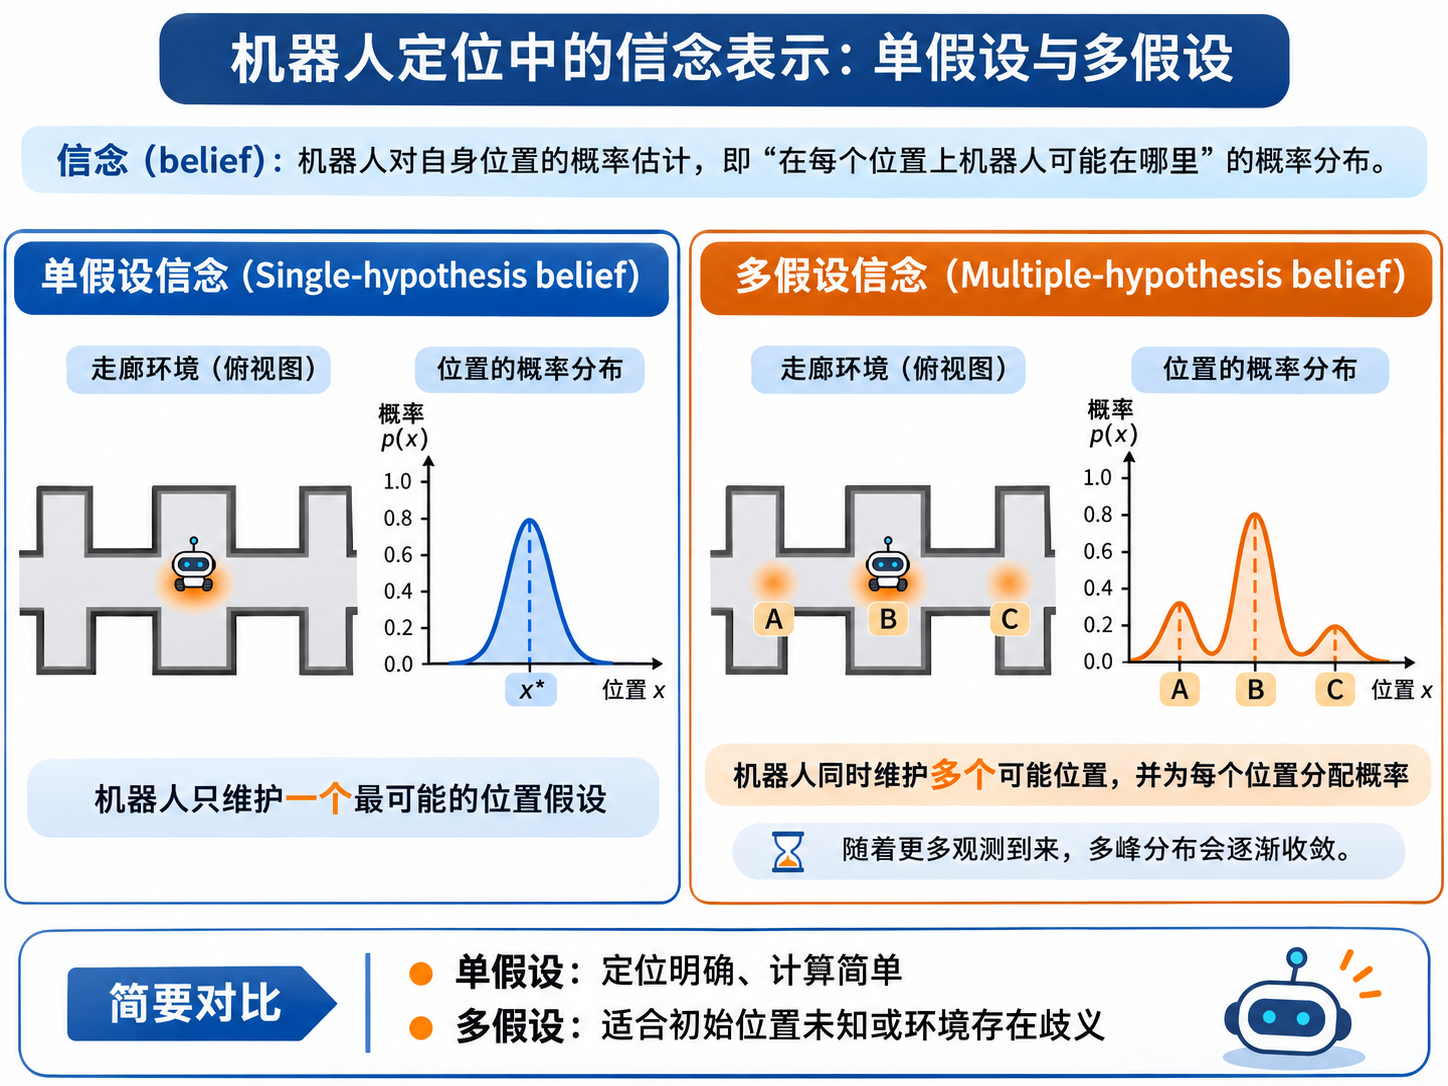 机器人定位中的信念表示：单假设与多假设
信念（belief）：机器人对自身位置的概率估计，即“在每个位置上机器人可能在哪里”的概率分布。
单假设信念（Single-hypothesis belief）
走廊环境（俯视图）
位置的概率分布
概率
p(x)
1.0
0.8
0.6
0.4
0.2
0.0
x*
位置 x
机器人只维护一个最可能的位置假设
多假设信念（Multiple-hypothesis belief）
走廊环境（俯视图）
位置的概率分布
A
B
C
概率
p(x)
1.0
0.8
0.6
0.4
0.2
0.0
A
B
C
位置 x
机器人同时维护多个可能位置，并为每个位置分配概率
随着更多观测到来，多峰分布会逐渐收敛。
简要对比
单假设：定位明确、计算简单
多假设：适合初始位置未知或环境存在歧义